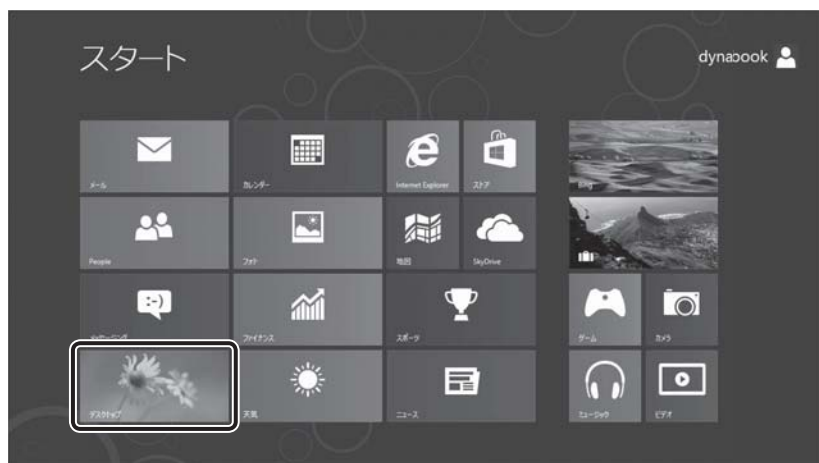 スタート
dynabook
メール
カレンダー
Internet Explorer
ストア
Bing
People
フォト
地図
SkyDrive
メッセージング
ファイナンス
スポーツ
ゲーム
カメラ
デスクトップ
天気
ニュース
ミュージック
ビデオ